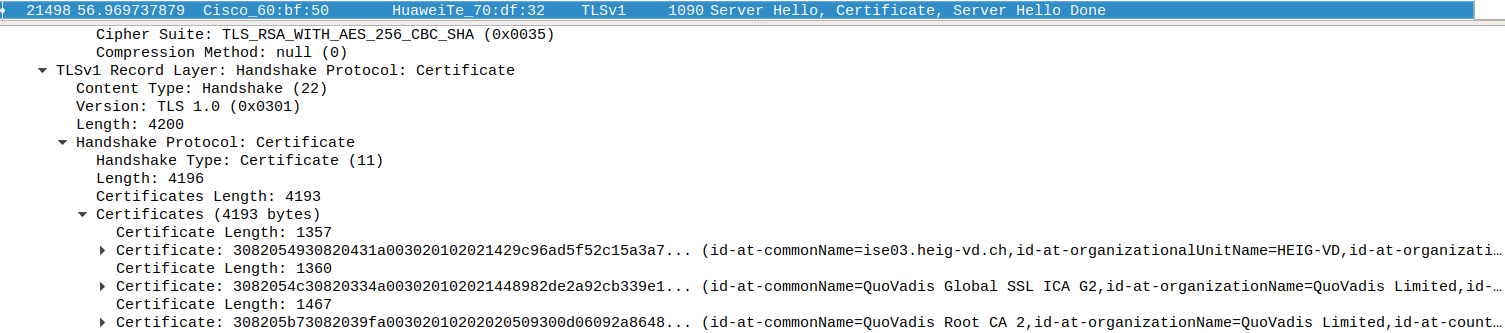 21498 56.969737879 Cisco_60:bf:50 HuaweiTe_70:df:32 TLSv1 1090 Server Hello, Certificate, Server Hello Done
Cipher Suite: TLS_RSA_WITH_AES_256_CBC_SHA (0x0035)
Compression Method: null (0)
TLSv1 Record Layer: Handshake Protocol: Certificate
Content Type: Handshake (22)
Version: TLS 1.0 (0x0301)
Length: 4200
Handshake Protocol: Certificate
Handshake Type: Certificate (11)
Length: 4196
Certificates Length: 4193
Certificates (4193 bytes)
Certificate Length: 1357
Certificate: 3082054930820431a003020102021429c96ad5f52c15a3a7... (id-at-commonName=ise03.heig-vd.ch,id-at-organizationalUnitName=HEIG-VD,id-at-organizati…
Certificate Length: 1360
Certificate: 3082054c30820334a003020102021448982de2a92cb339e1... (id-at-commonName=QuoVadis Global SSL ICA G2,id-at-organizationName=QuoVadis Limited,id-…
Certificate Length: 1467
Certificate: 308205b73082039fa00302010202020509300d06092a8648... (id-at-commonName=QuoVadis Root CA 2,id-at-organizationName=QuoVadis Limited,id-at-count…